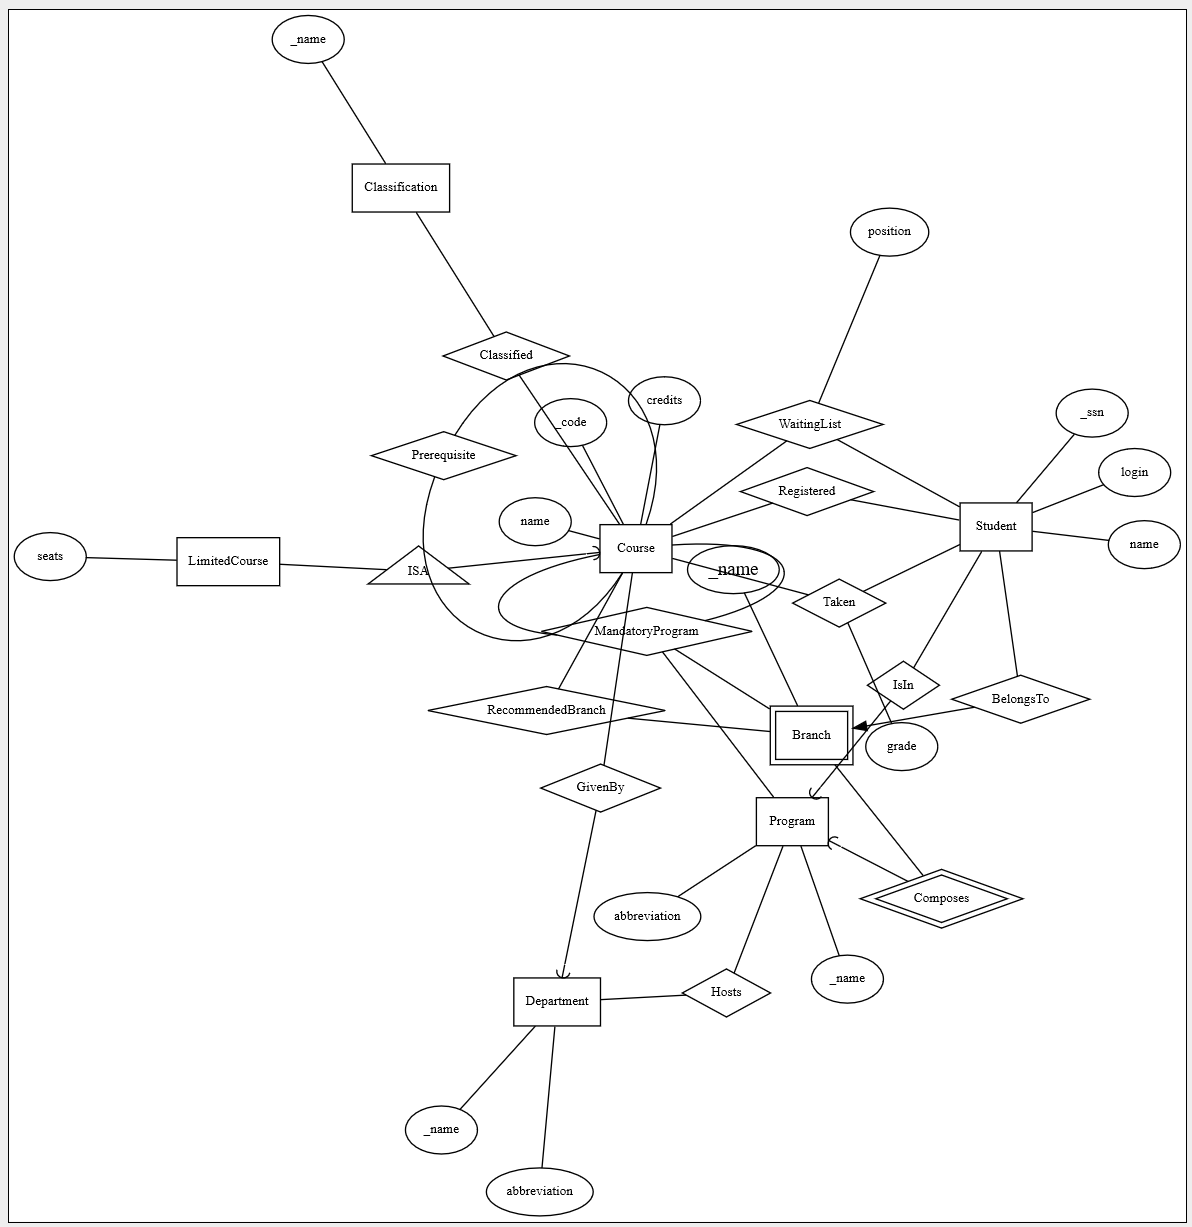 _name
Classification
position
Classified
credits
_ssn
_code
WaitingList
Prerequisite
login
Registered
name
Student
name
Course
seats
LimitedCourse
ISA
_name
Taken
MandatoryProgram
IsIn
BelongsTo
RecommendedBranch
Branch
grade
GivenBy
Program
Composes
abbreviation
_name
Hosts
Department
_name
abbreviation